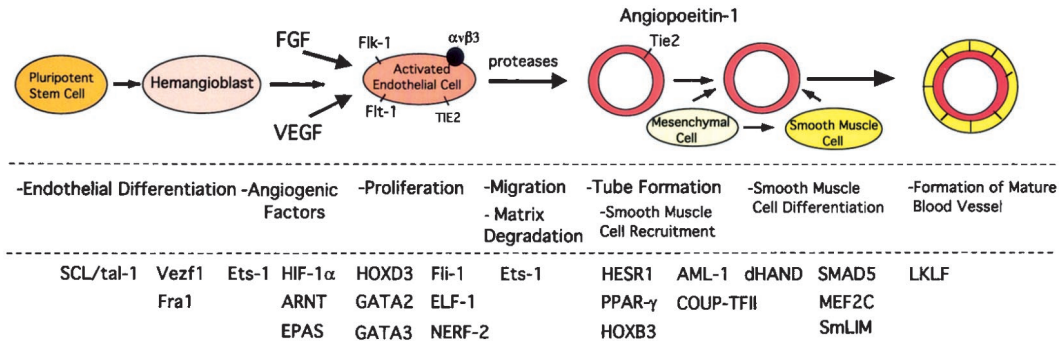 Angiopoeitin-1
FGF
Flk-1
αvβ3
Tie2
Pluripotent
Stem Cell
Hemangioblast
Activated
Endothelial Cell
proteases
VEGF
Flt-1
TIE2
Mesenchymal
Cell
Smooth Muscle
Cell
-Endothelial Differentiation
-Angiogenic
Factors
-Proliferation
-Migration
- Matrix
Degradation
-Tube Formation
-Smooth Muscle
Cell Recruitment
-Smooth Muscle
Cell Differentiation
-Formation of Mature
Blood Vessel
SCL/tal-1 Vezf1 Ets-1 HIF-1α HOXD3 Fli-1 Ets-1 HESR1 AML-1 dHAND SMAD5 LKLF
Fra1 ARNT GATA2 ELF-1 PPAR-γ COUP-TFII MEF2C
EPAS GATA3 NERF-2 HOXB3 SmLIM